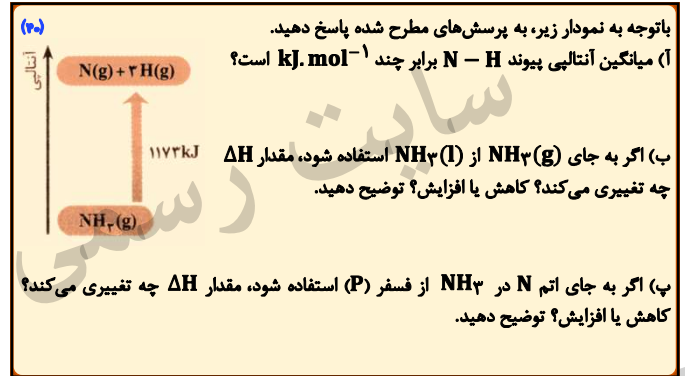 باتوجه به نمودار زیر، به پرسش‌های مطرح شده پاسخ دهید.
(۴۰)
آ) میانگین آنتالپی پیوند N − H برابر چند kJ.mol⁻¹ است؟
آنتالپی
N(g)+۳H(g)
۱۱۷۳kJ
NH۳(g)
ب) اگر به جای NH۳(g) از NH۳(l) استفاده شود، مقدار ΔH
چه تغییری می‌کند؟ کاهش یا افزایش؟ توضیح دهید.
پ) اگر به جای اتم N در NH۳ از فسفر (P) استفاده شود، مقدار ΔH چه تغییری می‌کند؟
کاهش یا افزایش؟ توضیح دهید.
سایت رسمی